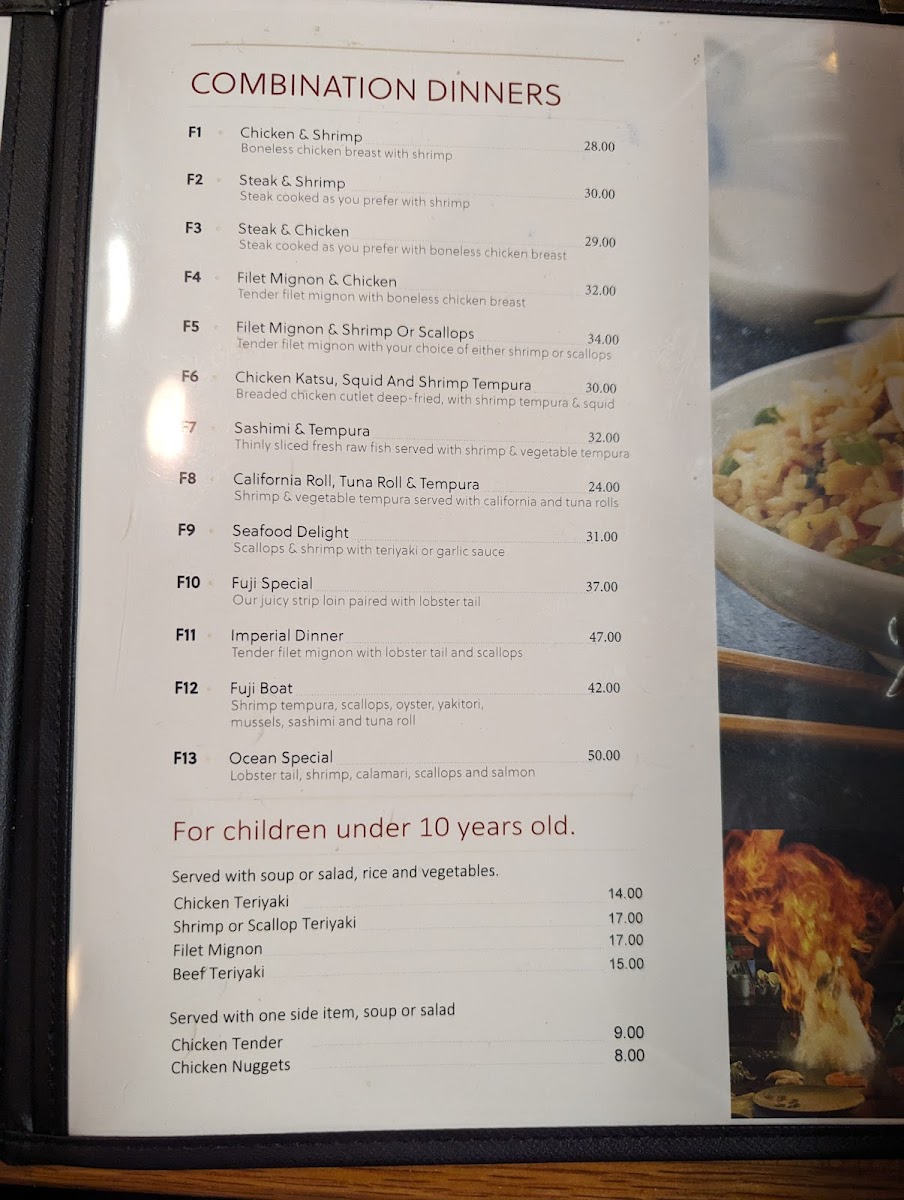 COMBINATION DINNERS
F1 Chicken & Shrimp 28.00
Boneless chicken breast with shrimp
F2 Steak & Shrimp 30.00
Steak cooked as you prefer with shrimp
F3 Steak & Chicken 29.00
Steak cooked as you prefer with boneless chicken breast
F4 Filet Mignon & Chicken 32.00
Tender filet mignon with boneless chicken breast
F5 Filet Mignon & Shrimp Or Scallops 34.00
Tender filet mignon with your choice of either shrimp or scallops
F6 Chicken Katsu, Squid And Shrimp Tempura 30.00
Breaded chicken cutlet deep-fried, with shrimp tempura & squid
F7 Sashimi & Tempura 32.00
Thinly sliced fresh raw fish served with shrimp & vegetable tempura
F8 California Roll, Tuna Roll & Tempura 24.00
Shrimp & vegetable tempura served with california and tuna rolls
F9 Seafood Delight 31.00
Scallops & shrimp with teriyaki or garlic sauce
F10 Fuji Special 37.00
Our juicy strip loin paired with lobster tail
F11 Imperial Dinner 47.00
Tender filet mignon with lobster tail and scallops
F12 Fuji Boat 42.00
Shrimp tempura, scallops, oyster, yakitori,
mussels, sashimi and tuna roll
F13 Ocean Special 50.00
Lobster tail, shrimp, calamari, scallops and salmon
For children under 10 years old.
Served with soup or salad, rice and vegetables.
Chicken Teriyaki 14.00
Shrimp or Scallop Teriyaki 17.00
Filet Mignon 17.00
Beef Teriyaki 15.00
Served with one side item, soup or salad
Chicken Tender 9.00
Chicken Nuggets 8.00